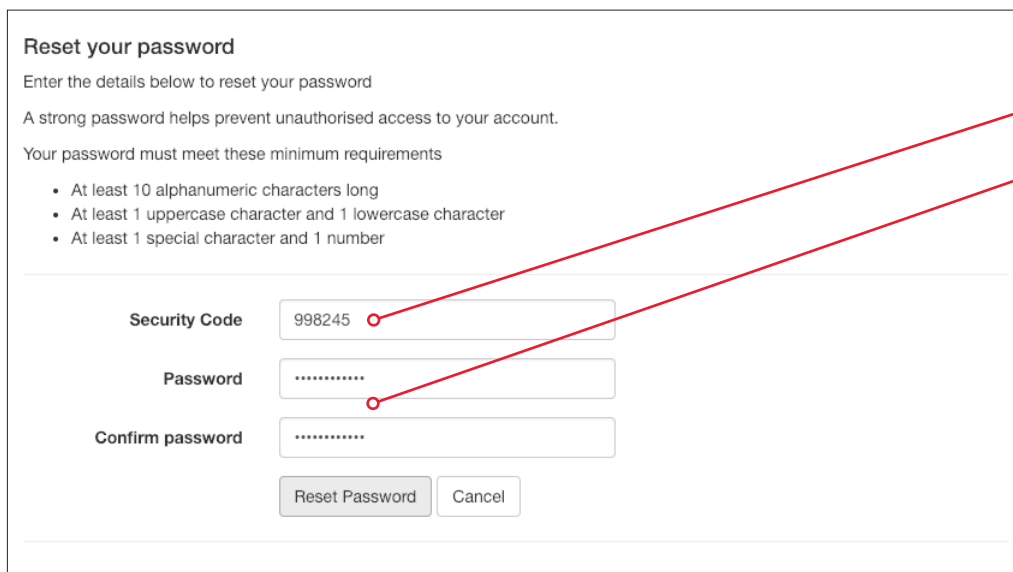 Reset your password
Enter the details below to reset your password
A strong password helps prevent unauthorised access to your account.
Your password must meet these minimum requirements
• At least 10 alphanumeric characters long
• At least 1 uppercase character and 1 lowercase character
• At least 1 special character and 1 number
Security Code 998245
Password ••••••••••••
Confirm password ••••••••••••
Reset Password Cancel